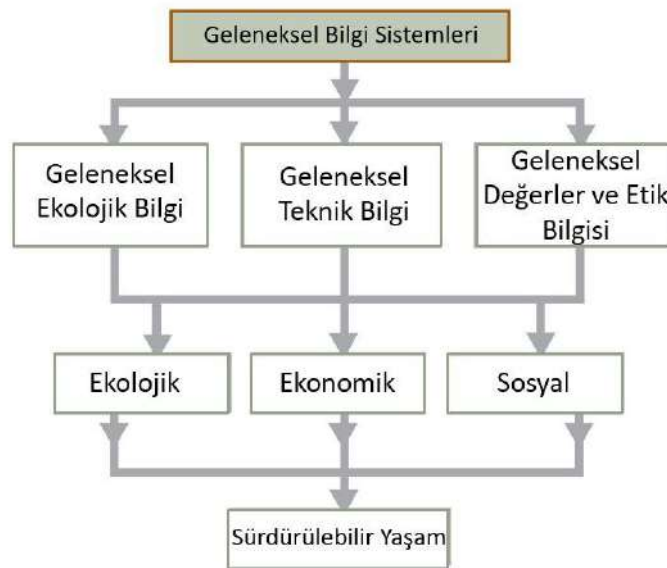 Geleneksel Bilgi Sistemleri
Geleneksel
Ekolojik Bilgi
Geleneksel
Teknik Bilgi
Geleneksel
Değerler ve Etik
Bilgisi
Ekolojik
Ekonomik
Sosyal
Sürdürülebilir Yaşam